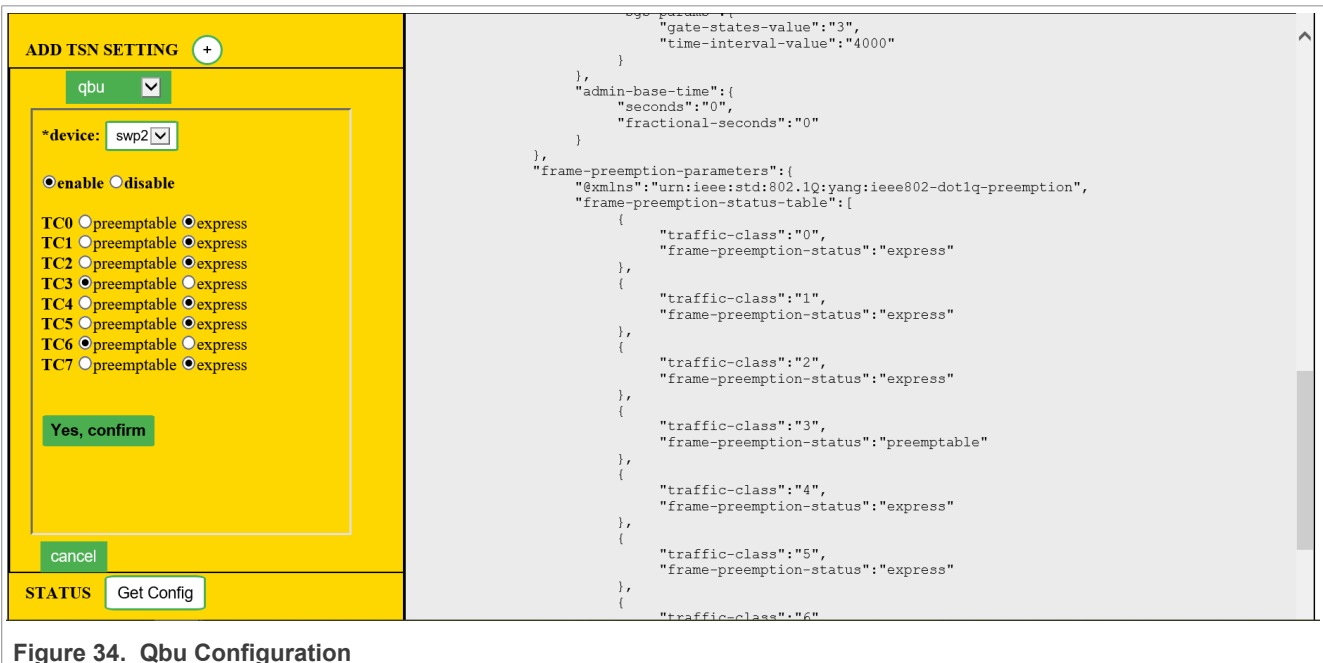 ADD TSN SETTING +
qbu
*device: swp2
enable disable
TC0 preemptable express
TC1 preemptable express
TC2 preemptable express
TC3 preemptable express
TC4 preemptable express
TC5 preemptable express
TC6 preemptable express
TC7 preemptable express
Yes, confirm
cancel
STATUS Get Config
"gate-states-value":"3",
"time-interval-value":"4000"
}
},
"admin-base-time":{
"seconds":"0",
"fractional-seconds":"0"
}
},
"frame-preemption-parameters":{
"@xmlns":"urn:ieee:std:802.1Q:yang:ieee802-dot1q-preemption",
"frame-preemption-status-table":[
{
"traffic-class":"0",
"frame-preemption-status":"express"
},
{
"traffic-class":"1",
"frame-preemption-status":"express"
},
{
"traffic-class":"2",
"frame-preemption-status":"express"
},
{
"traffic-class":"3",
"frame-preemption-status":"preemptable"
},
{
"traffic-class":"4",
"frame-preemption-status":"express"
},
{
"traffic-class":"5",
"frame-preemption-status":"express"
},
{
"traffic-class":"6"
Figure 34. Qbu Configuration